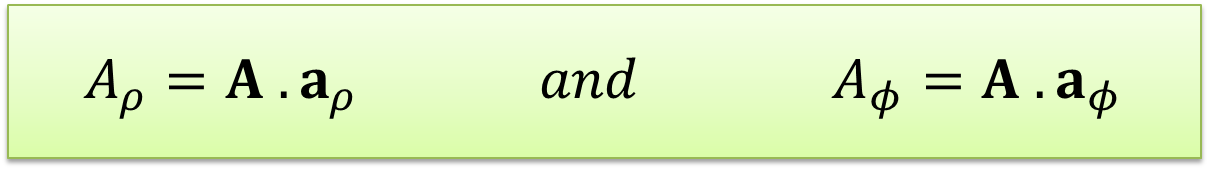 A_ρ = A . a_ρ and A_ϕ = A . a_ϕ